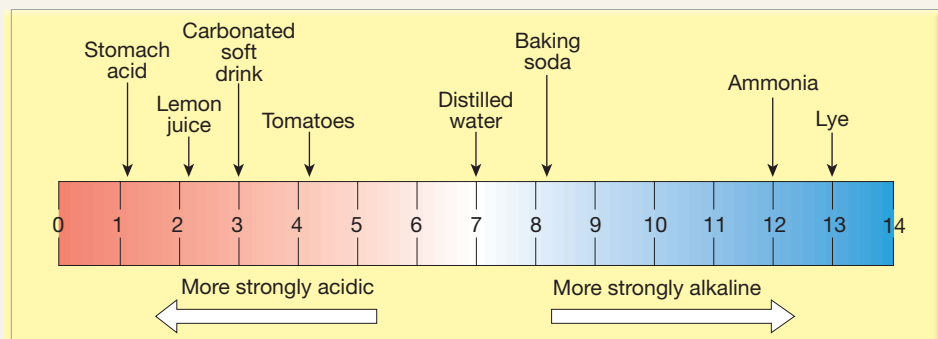 Stomach
acid
Lemon
juice
Carbonated
soft
drink
Tomatoes
Distilled
water
Baking
soda
Ammonia
Lye
0 1 2 3 4 5 6 7 8 9 10 11 12 13 14
More strongly acidic
More strongly alkaline